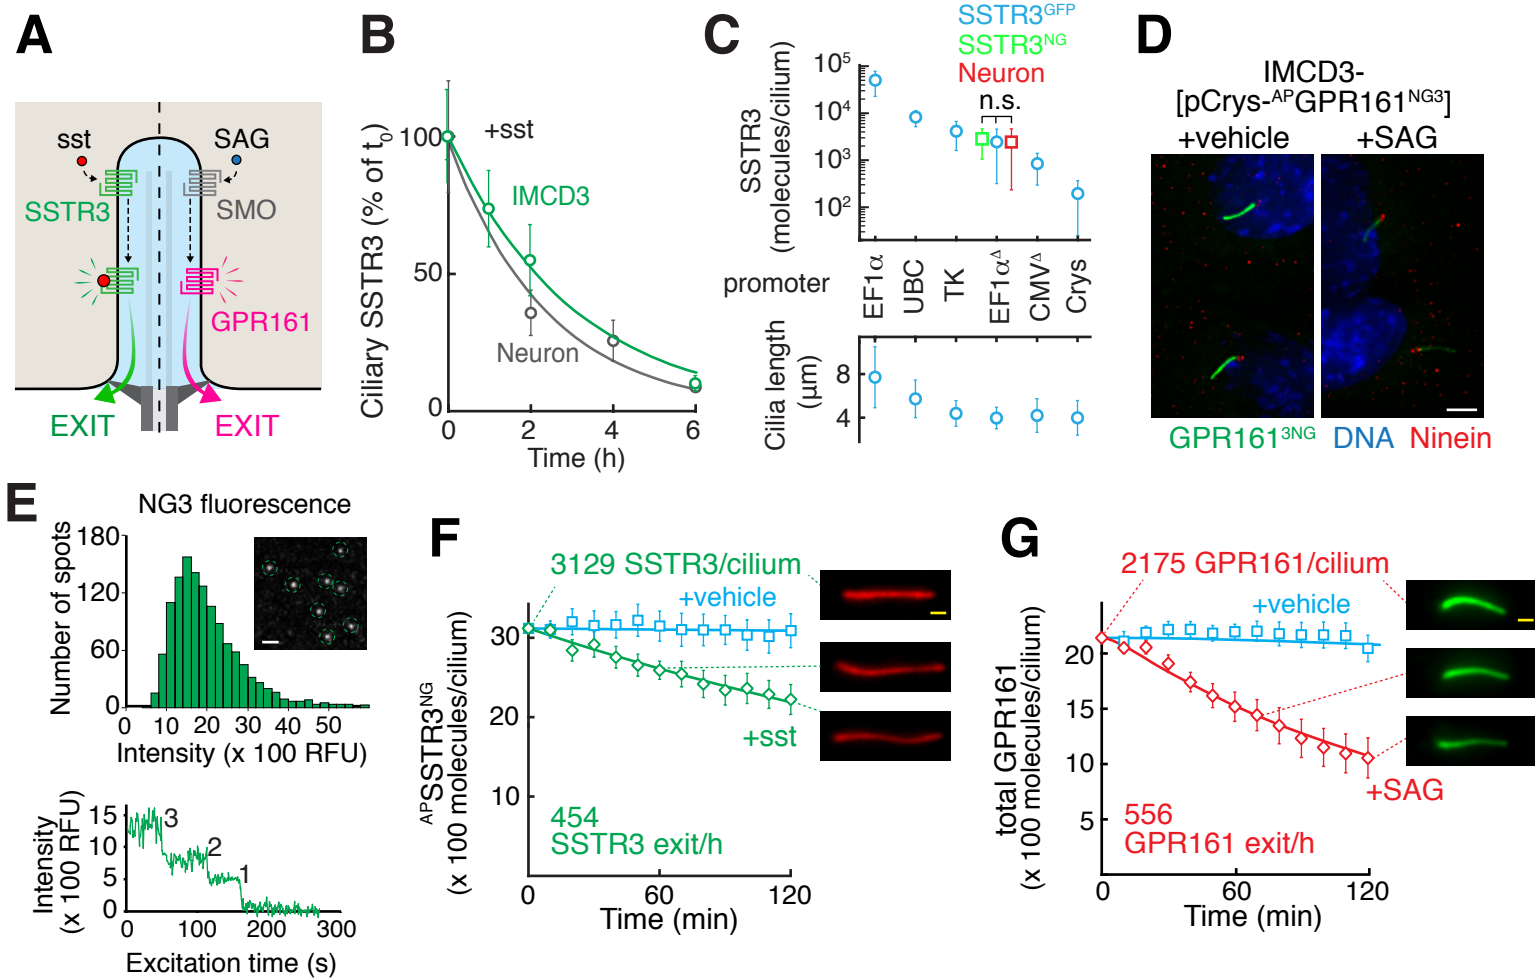 A
sst
SAG
SSTR3
SMO
GPR161
EXIT
EXIT
B
Ciliary SSTR3 (% of t0)
100
50
0
+sst
IMCD3
Neuron
0 2 4 6
Time (h)
C
SSTR3GFP
SSTR3NG
Neuron
n.s.
SSTR3
(molecules/cilium)
10^5
10^4
10^3
10^2
promoter
EF1α
UBC
TK
EF1αΔ
CMVΔ
Crys
Cilia length
(µm)
8
4
D
IMCD3-
[pCrys-APGPR161NG3]
+vehicle
+SAG
GPR1613NG DNA Ninein
E
NG3 fluorescence
Number of spots
180
120
60
0
0 10 20 30 40 50
Intensity (x 100 RFU)
Intensity
(x 100 RFU)
15
10
5
0
3
2
1
0 100 200 300
Excitation time (s)
F
3129 SSTR3/cilium
+vehicle
APSSTR3NG
(x 100 molecules/cilium)
30
20
10
+sst
454
SSTR3 exit/h
0 60 120
Time (min)
G
2175 GPR161/cilium
+vehicle
total GPR161
(x 100 molecules/cilium)
20
15
10
5
+SAG
556
GPR161 exit/h
0 60 120
Time (min)